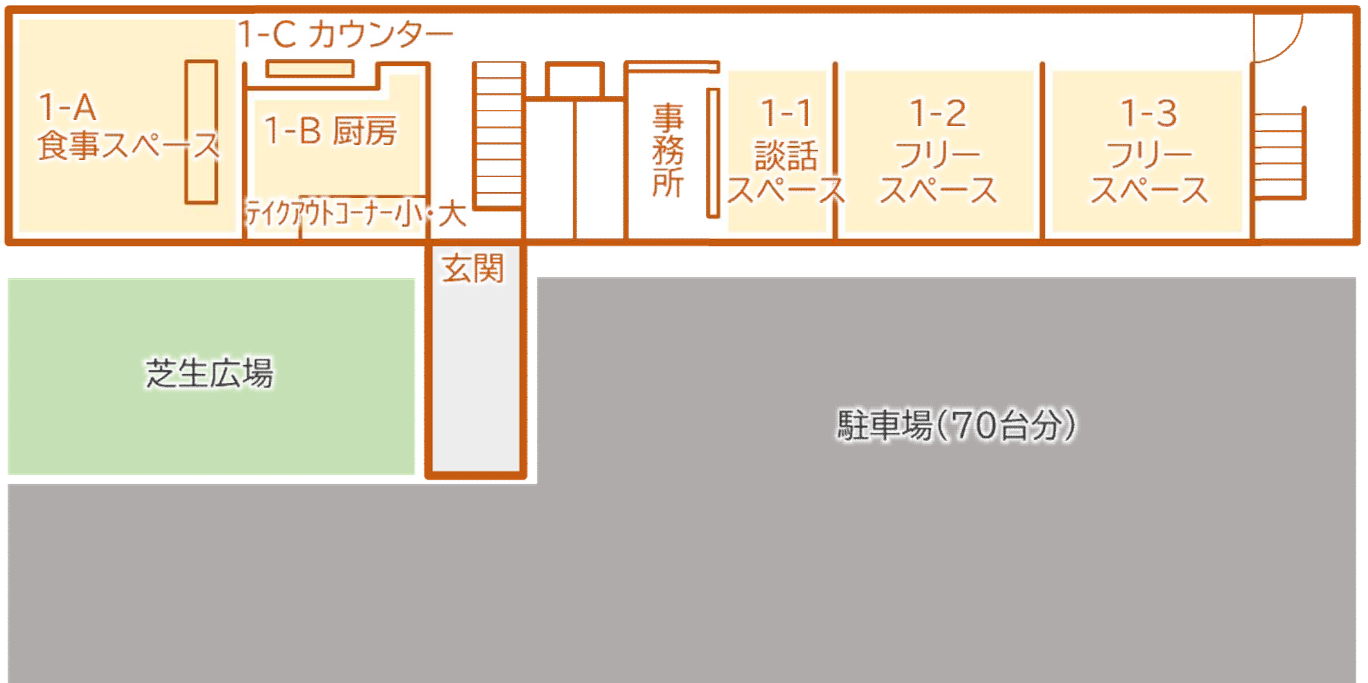 1-C カウンター
1-A
食事スペース
1-B 厨房
ﾃｲｸｱｳﾄｺｰﾅｰ小・大
事務所
1-1
談話
スペース
1-2
フリー
スペース
1-3
フリー
スペース
玄関
芝生広場
駐車場(70台分)